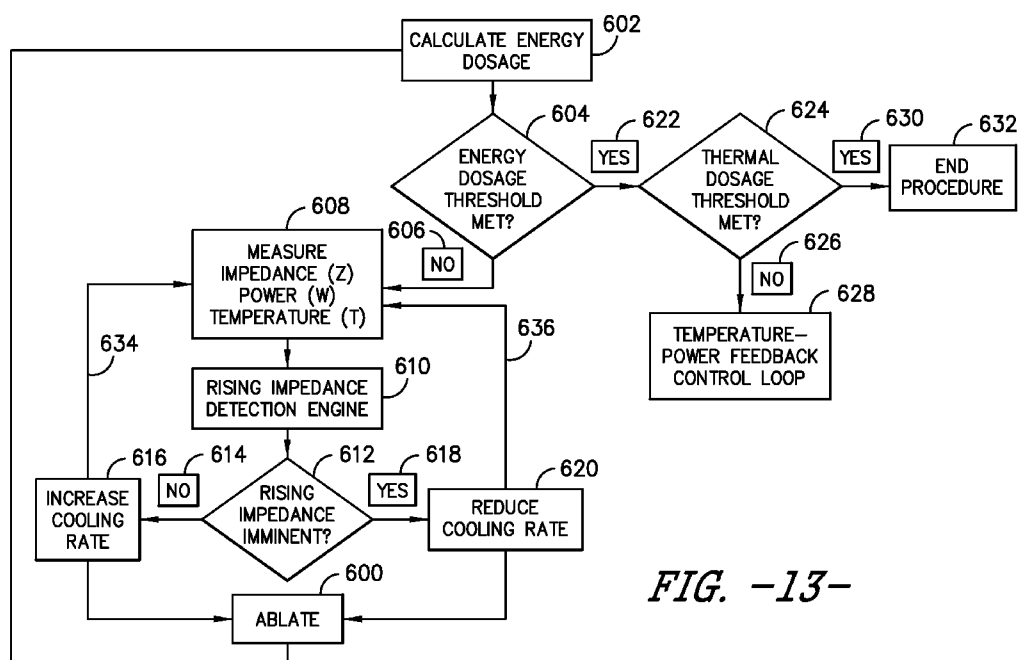 602
CALCULATE ENERGY
DOSAGE
604
622
624
630
632
ENERGY
DOSAGE
THRESHOLD
MET?
YES
THERMAL
DOSAGE
THRESHOLD
MET?
YES
END
PROCEDURE
608
606
NO
626
NO
MEASURE
IMPEDANCE (Z)
POWER (W)
TEMPERATURE (T)
628
TEMPERATURE–
POWER FEEDBACK
CONTROL LOOP
634
636
610
RISING IMPEDANCE
DETECTION ENGINE
616
614
NO
612
618
YES
620
INCREASE
COOLING
RATE
RISING
IMPEDANCE
IMMINENT?
REDUCE
COOLING RATE
600
ABLATE
FIG. -13-